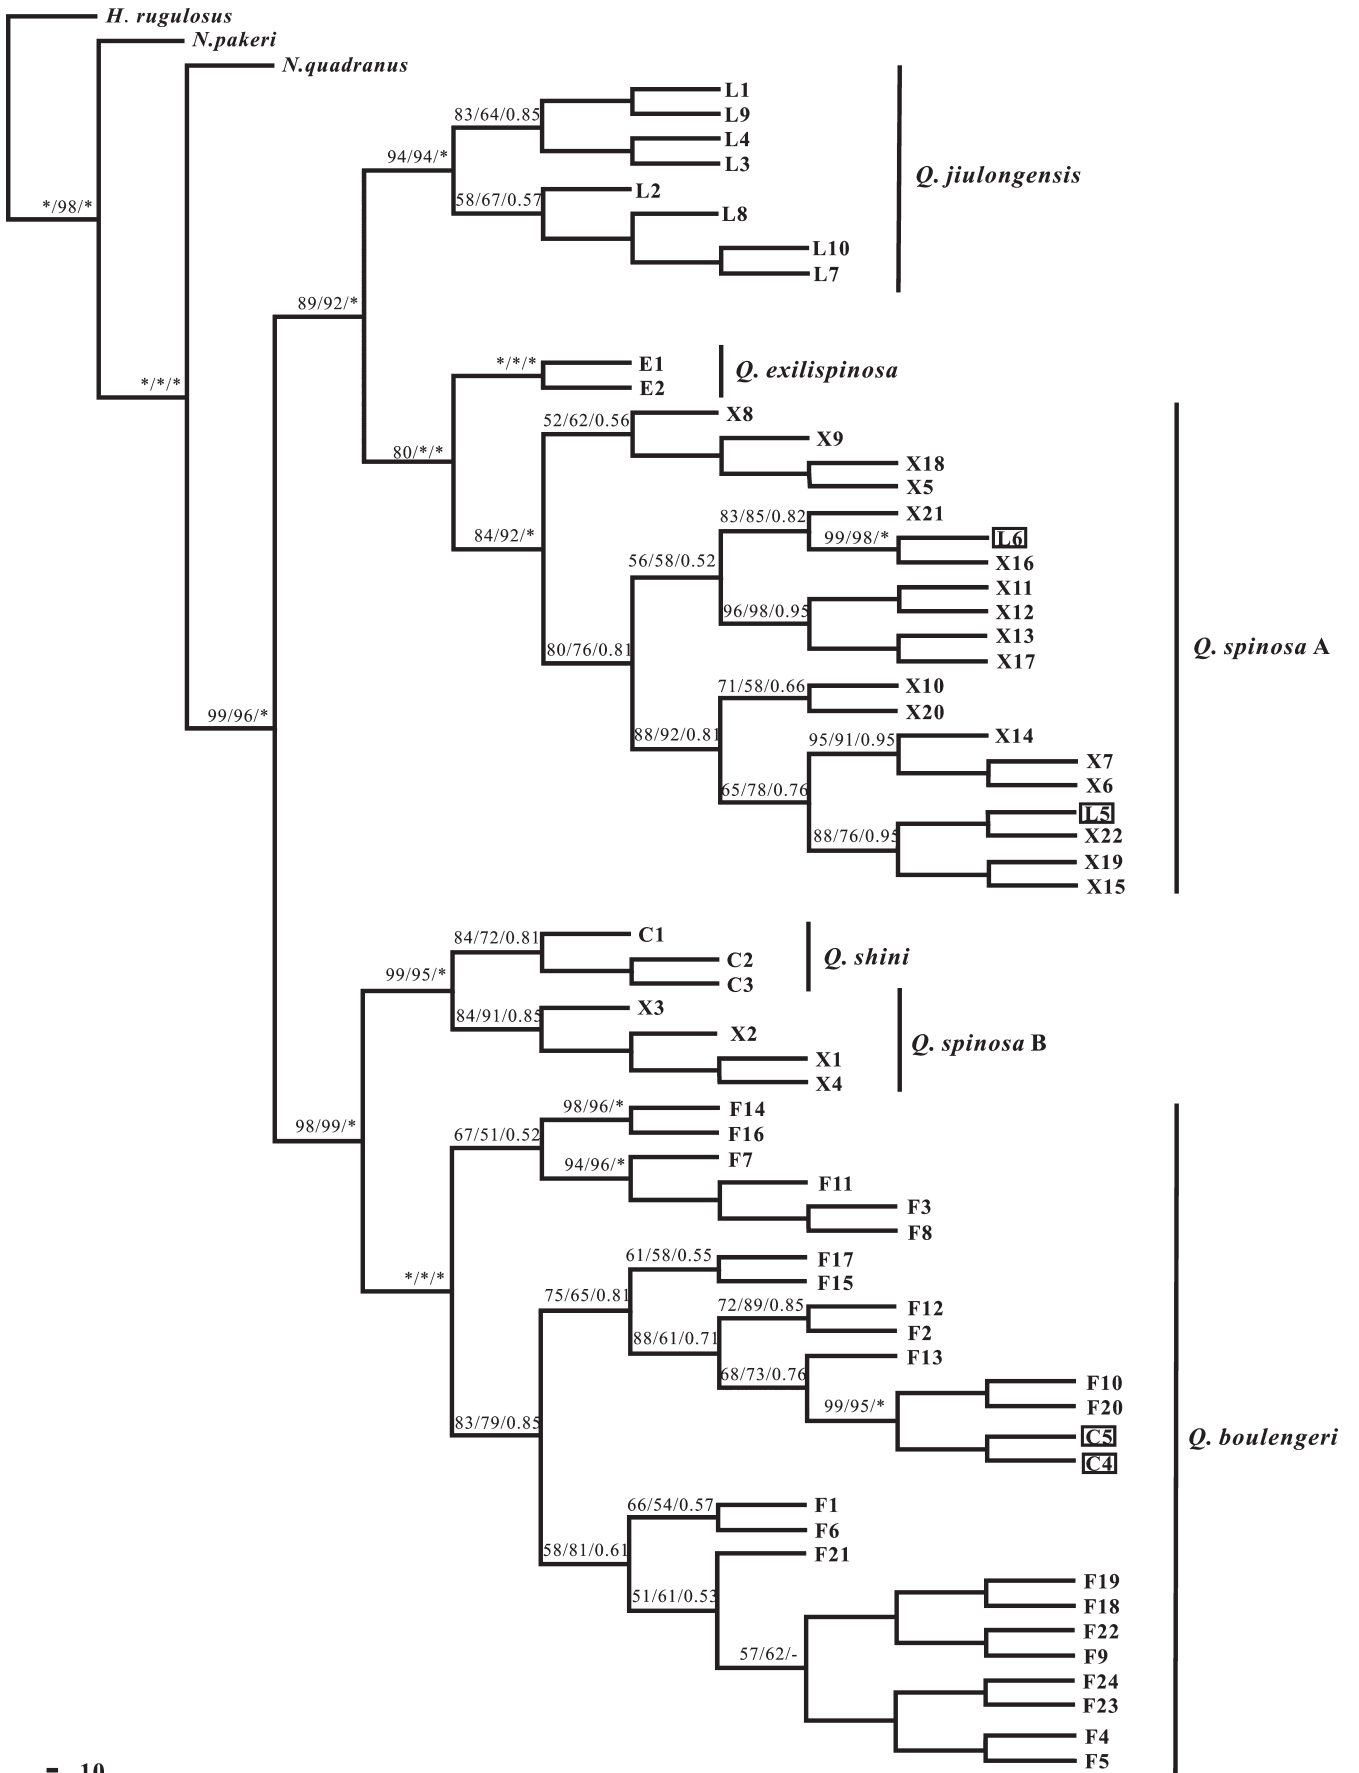 H. rugulosus
N.pakeri
N.quadranus
L1
83/64/0.85
L9
L4
94/94/*
L3
Q. jiulongensis
L2
58/67/0.57
*/98/*
L8
L10
L7
89/92/*
*/*/*
E1
Q. exilispinosa
*/*/*
E2
X8
52/62/0.56
X9
80/*/*
X18
X5
X21
83/85/0.82
84/92/*
99/98/*
L6
56/58/0.52
X16
X11
96/98/0.95
X12
X13
80/76/0.81
Q. spinosa A
X17
71/58/0.66
X10
99/96/*
X20
88/92/0.81
95/91/0.95
X14
X7
65/78/0.76
X6
L5
88/76/0.95
X22
X19
X15
84/72/0.81
C1
Q. shini
C2
99/95/*
C3
84/91/0.85
X3
X2
Q. spinosa B
X1
X4
98/96/*
F14
98/99/*
67/51/0.52
F16
94/96/*
F7
F11
F3
F8
61/58/0.55
F17
*/*/*
F15
75/65/0.81
72/89/0.85
F12
88/61/0.71
F2
F13
68/73/0.76
F10
99/95/*
F20
83/79/0.85
C5
Q. boulengeri
C4
66/54/0.57
F1
F6
58/81/0.61
F21
F19
51/61/0.53
F18
F22
57/62/-
F9
F24
F23
F4
F5
10